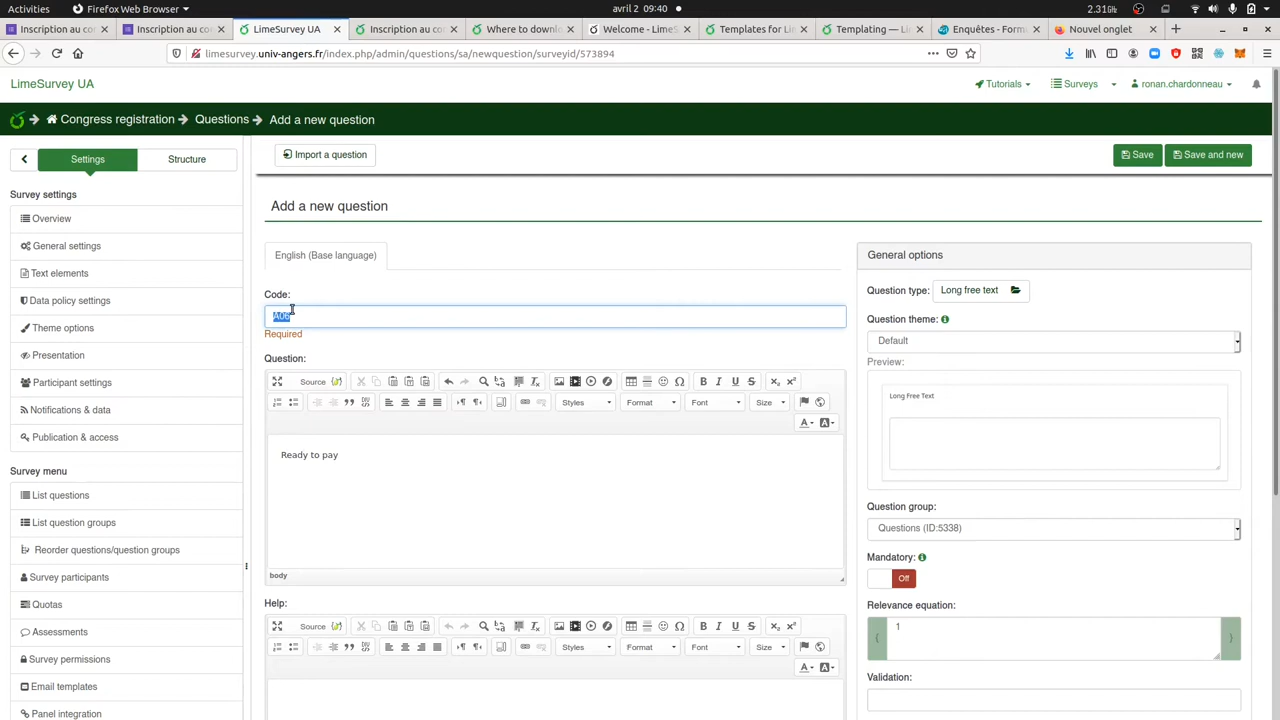 Activities
Firefox Web Browser
avril 2 09:40
2.31
Inscription au co
Inscription au c
LimeSurvey UA
Inscription au co
Where to downlo
Welcome - LimeS
Templates for Li
Templating — L
Enquêtes - Form
Nouvel onglet
limesurvey.univ-angers.fr/index.php/admin/questions/sa/newquestion/surveyid/573894
LimeSurvey UA
Tutorials
Surveys
ronan.chardonneau
Congress registration
Questions
Add a new question
Settings
Structure
Import a question
Save
Save and new
Survey settings
Overview
General settings
Text elements
Data policy settings
Theme options
Presentation
Participant settings
Notifications & data
Publication & access
Survey menu
List questions
List question groups
Reorder questions/question groups
Survey participants
Quotas
Assessments
Survey permissions
Email templates
Panel integration
Add a new question
English (Base language)
Code:
A06
Required
Question:
Source
B I U S
Styles
Format
Font
Size
Ready to pay
body
Help:
Source
B I U S
Styles
Format
Font
Size
General options
Question type:
Long free text
Question theme:
Default
Preview:
Long Free Text
Question group:
Questions (ID:5338)
Mandatory:
Off
Relevance equation:
{
1
}
Validation: